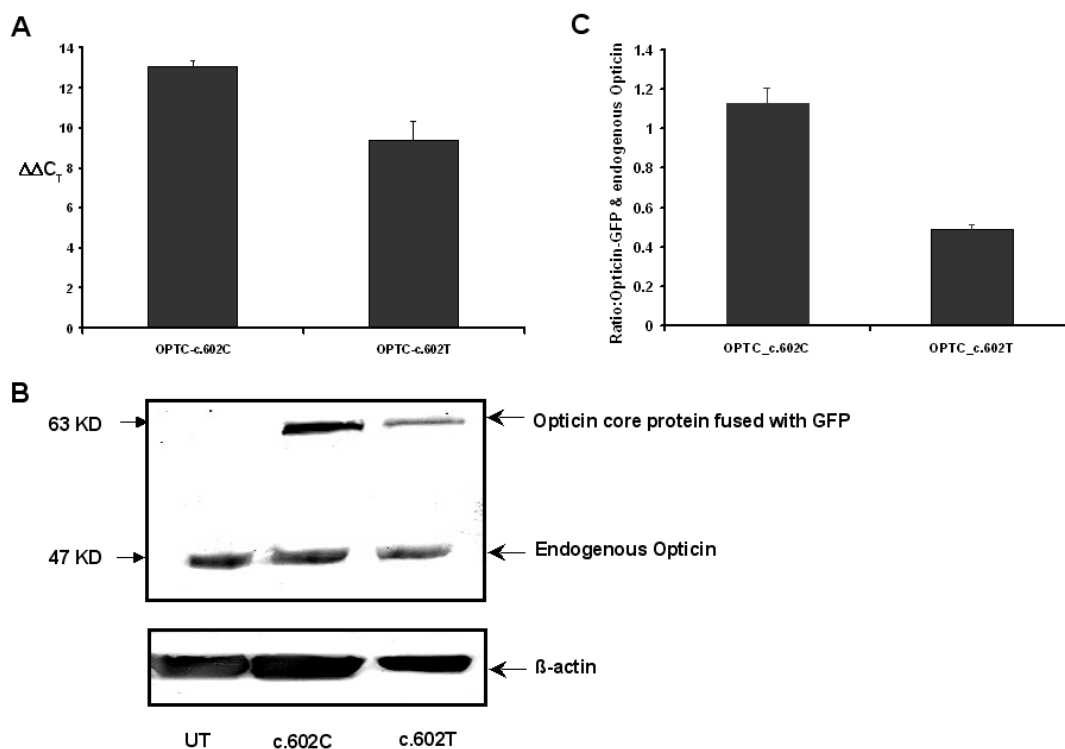 A
14
12
10
8
6
4
2
0
ΔΔC_T
OPTC-c.602C
OPTC-c.602T
C
1.4
1.2
1
0.8
0.6
0.4
0.2
0
Ratio:Opticin-GFP & endogenous Opticin
OPTC_c.602C
OPTC_c.602T
B
63 KD
Opticin core protein fused with GFP
47 KD
Endogenous Opticin
ß-actin
UT
c.602C
c.602T